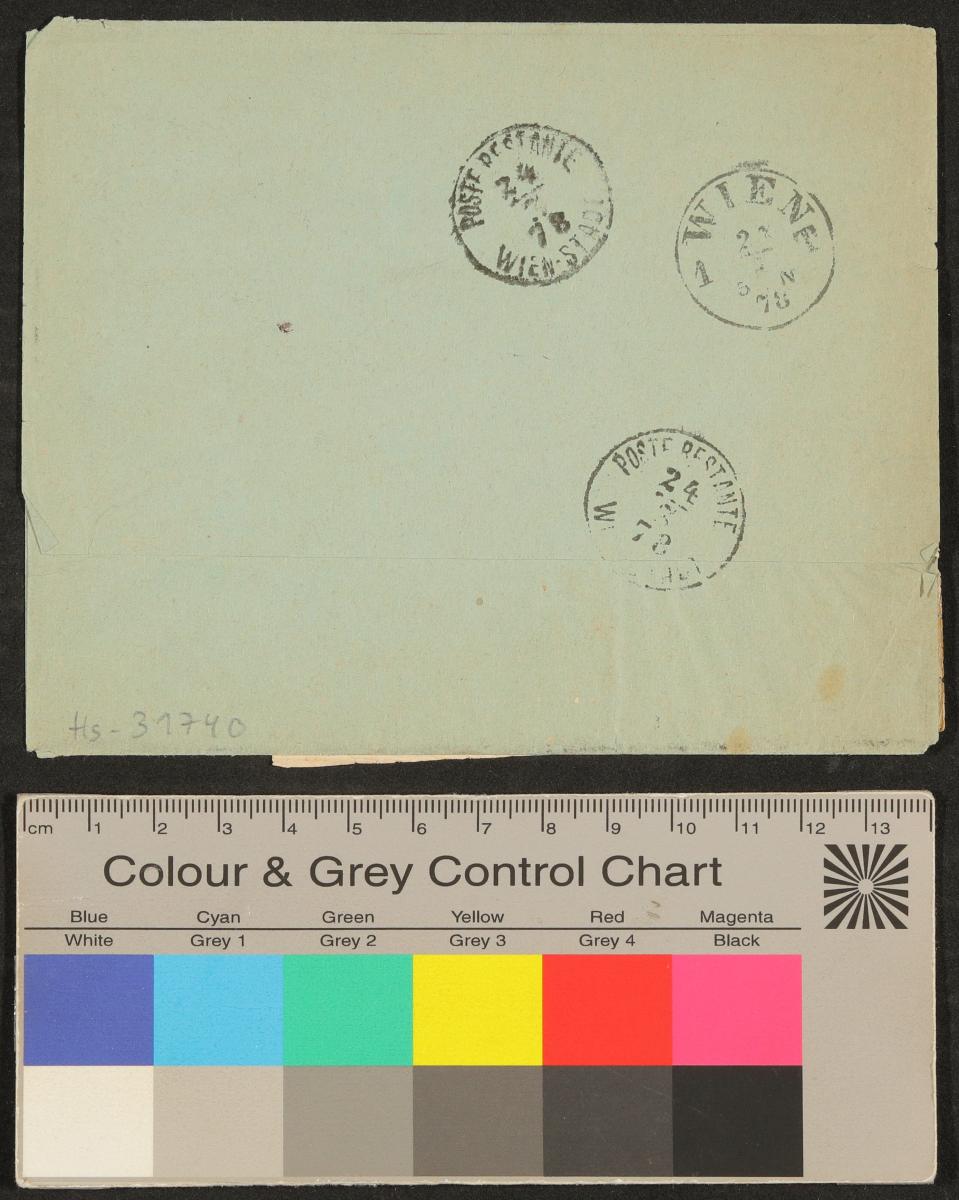 POSTE RESTANTE
24
78
WIEN-STADT
WIEN
1
5 N
78
POSTE RESTANTE
24
78
Hs-31740
cm 1 2 3 4 5 6 7 8 9 10 11 12 13
Colour & Grey Control Chart
Blue Cyan Green Yellow Red Magenta
White Grey 1 Grey 2 Grey 3 Grey 4 Black